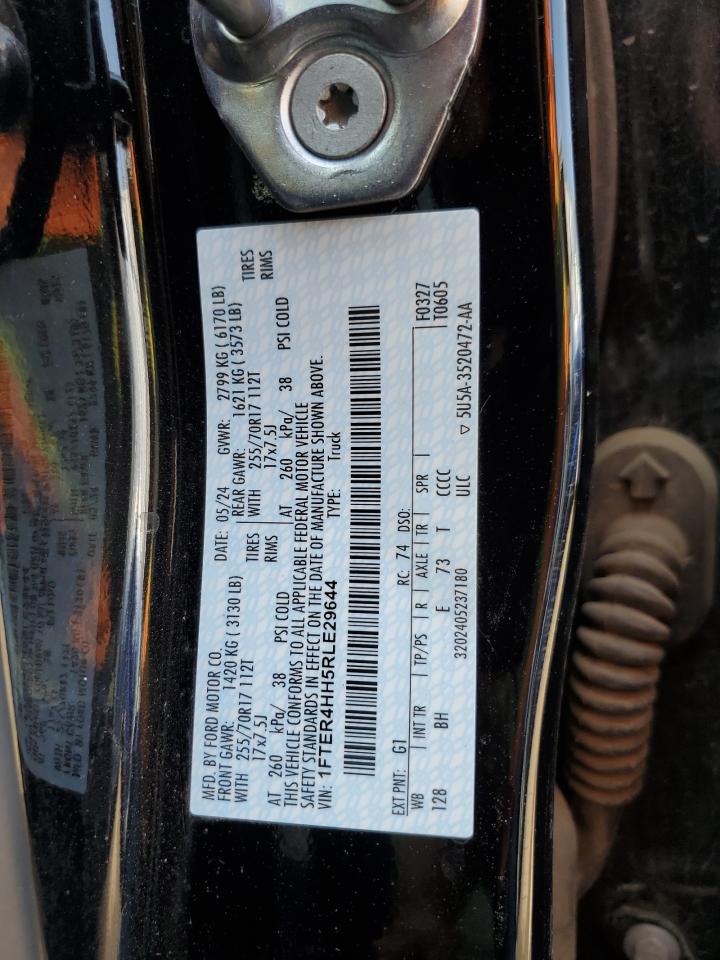 MFD. BY FORD MOTOR CO.
DATE: 05/24 GVWR: 2799 KG ( 6170 LB)
FRONT GAWR: 1420 KG ( 3130 LB) REAR GAWR: 1621 KG ( 3573 LB)
WITH 255/70R17 112T TIRES WITH 255/70R17 112T TIRES
17x7.5J RIMS 17x7.5J RIMS
AT 260 kPa/ 38 PSI COLD AT 260 kPa/ 38 PSI COLD
THIS VEHICLE CONFORMS TO ALL APPLICABLE FEDERAL MOTOR VEHICLE
SAFETY STANDARDS IN EFFECT ON THE DATE OF MANUFACTURE SHOWN ABOVE.
VIN: 1FTER4HH5RLE29644 TYPE: Truck
EXT PNT: G1 RC: 74 DSO: F0327
WB INT TR TP/PS R AXLE TR SPR T0605
128 BH E 73 T CCCC
3202405237180 ULC ▽ 5U5A-3520472-AA